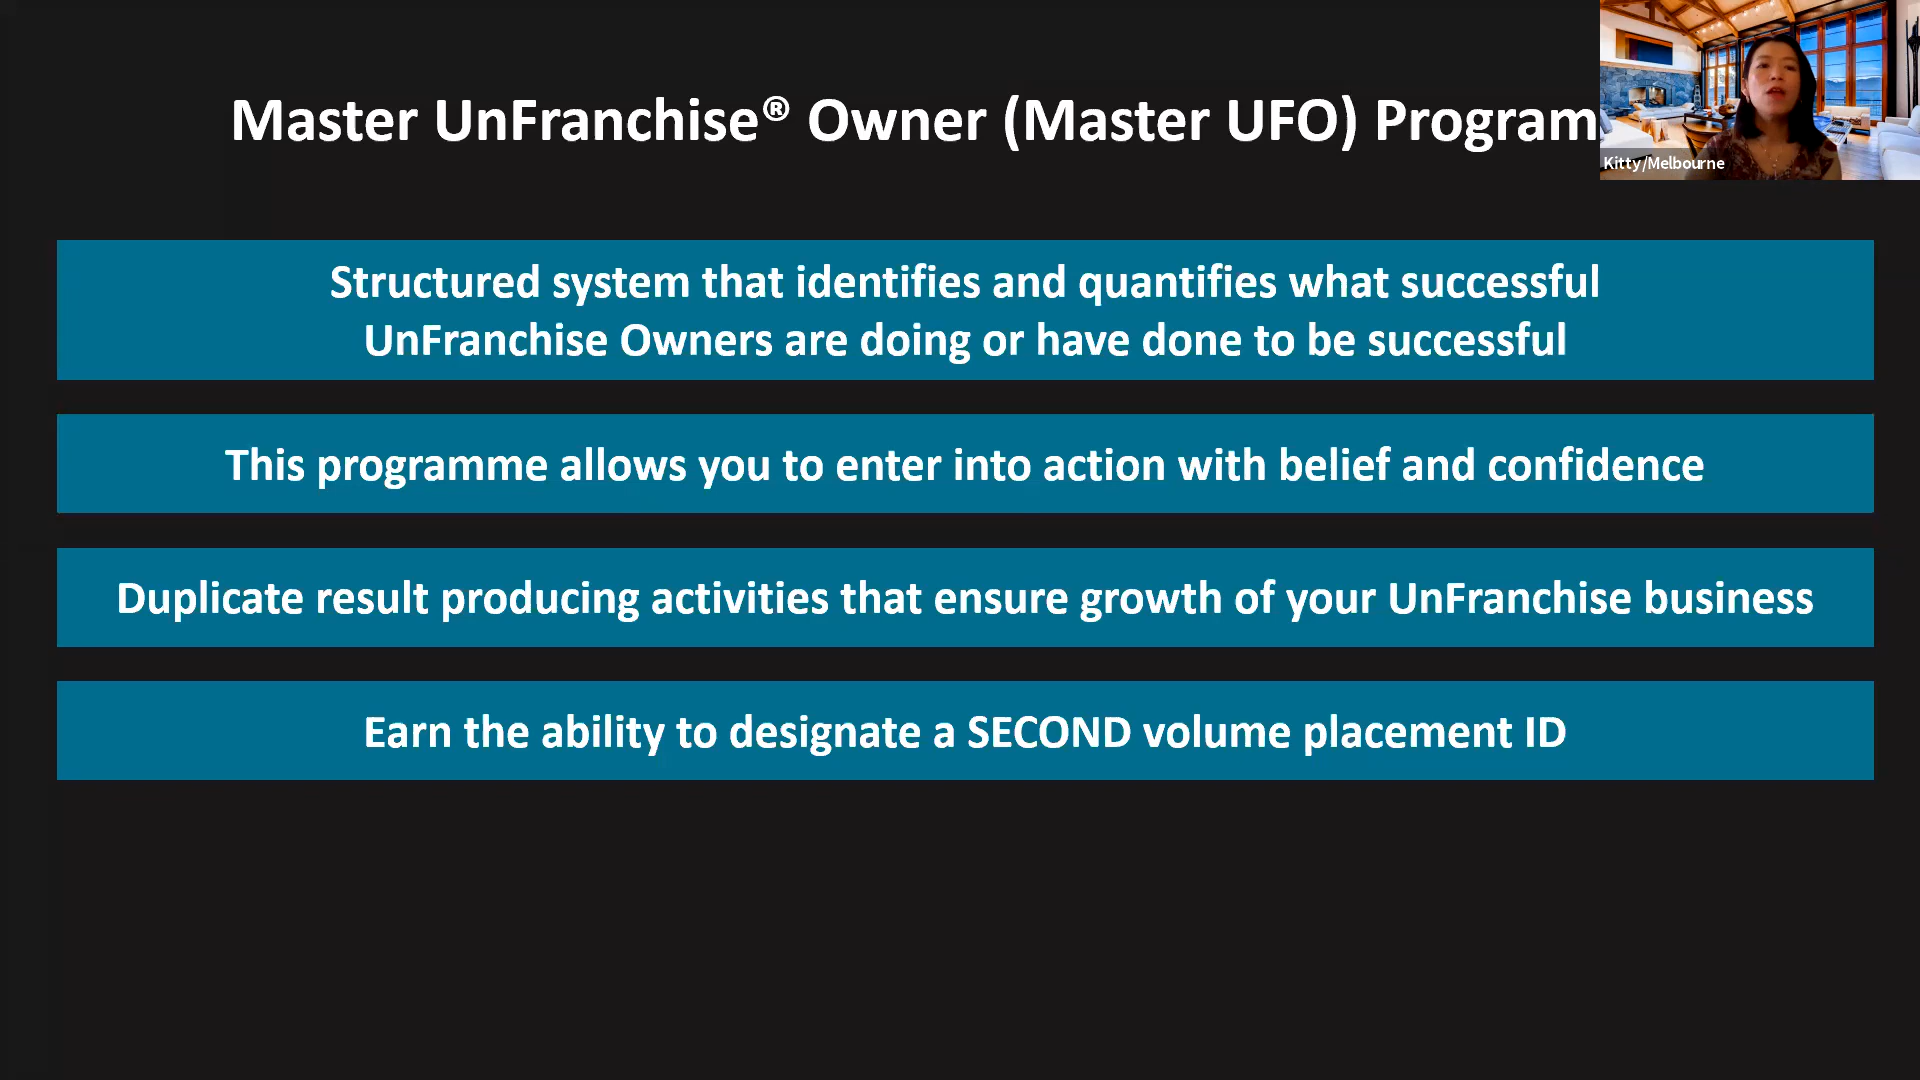 Master UnFranchise® Owner (Master UFO) Program
Kitty/Melbourne
Structured system that identifies and quantifies what successful
UnFranchise Owners are doing or have done to be successful
This programme allows you to enter into action with belief and confidence
Duplicate result producing activities that ensure growth of your UnFranchise business
Earn the ability to designate a SECOND volume placement ID